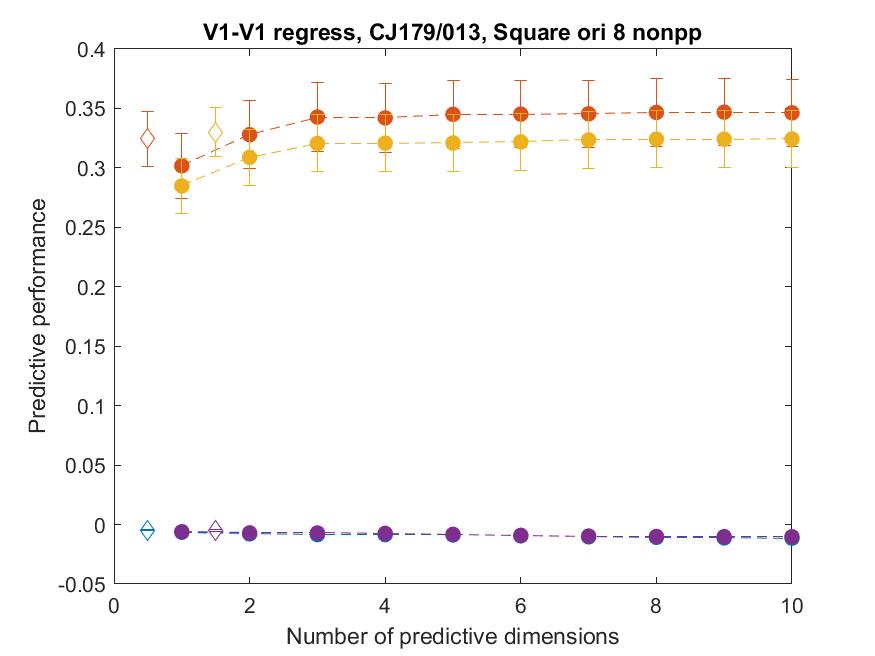 V1-V1 regress, CJ179/013, Square ori 8 nonpp
0.4
0.35
0.3
0.25
0.2
0.15
0.1
0.05
0
-0.05
Predictive performance
0 2 4 6 8 10
Number of predictive dimensions